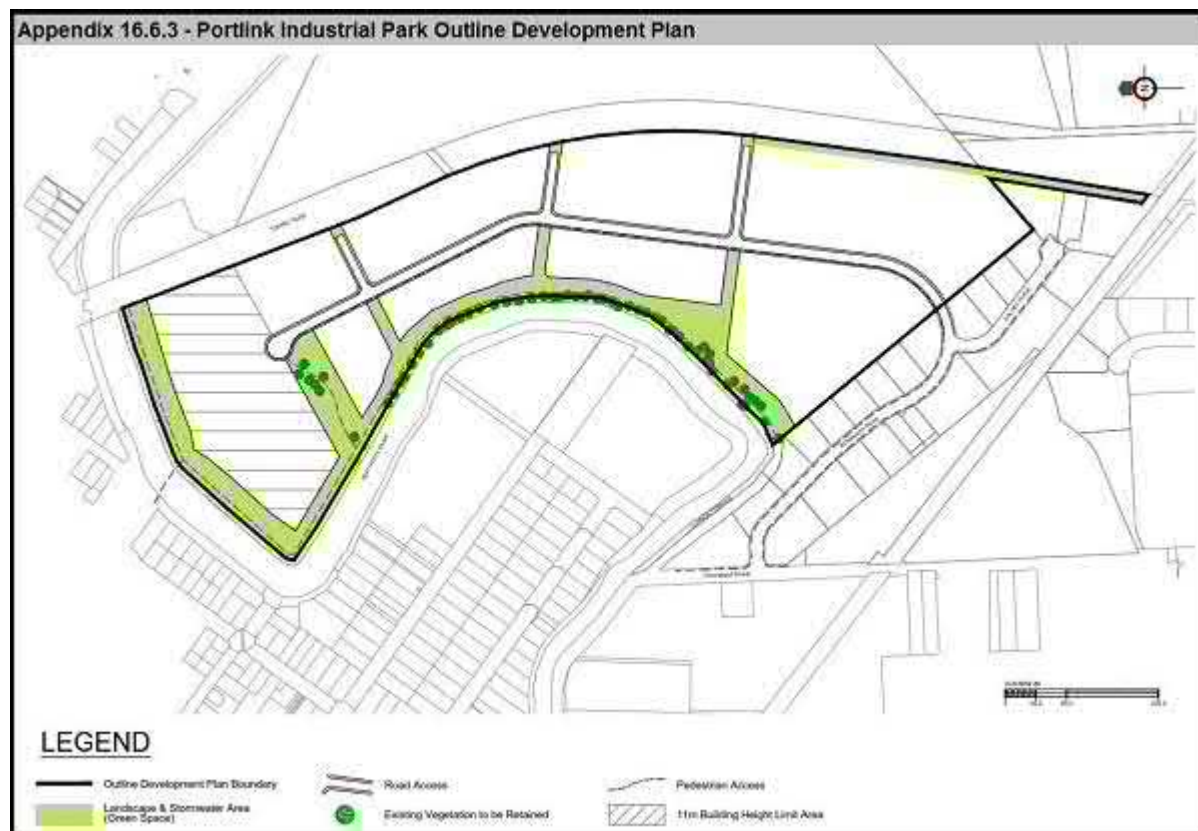 Appendix 16.6.3 - Portlink Industrial Park Outline Development Plan
N
LEGEND
Outline Development Plan Boundary
Road Access
Pedestrian Access
Landscape & Stormwater Area
(Green Space)
Existing Vegetation to be Retained
11m Building Height Limit Area